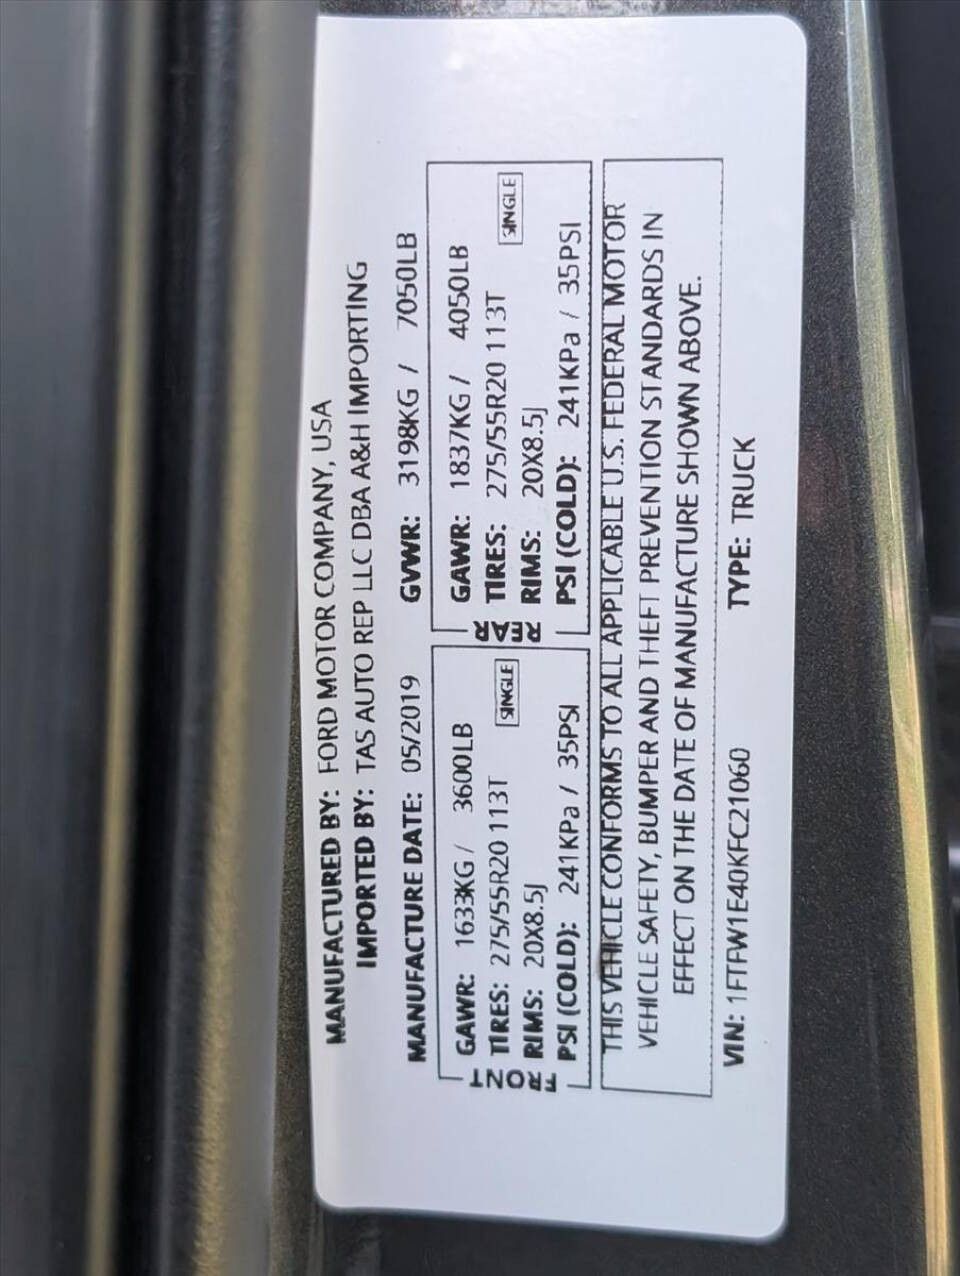 MANUFACTURED BY: FORD MOTOR COMPANY, USA
IMPORTED BY: TAS AUTO REP LLC DBA A&H IMPORTING
MANUFACTURE DATE: 05/2019 GVWR: 3198KG / 7050LB
FRONT
GAWR: 1633KG / 3600LB
TIRES: 275/55R20 113T SINGLE
RIMS: 20X8.5J
PSI (COLD): 241KPa / 35PSI
REAR
GAWR: 1837KG / 4050LB
TIRES: 275/55R20 113T SINGLE
RIMS: 20X8.5J
PSI (COLD): 241KPa / 35PSI
THIS VEHICLE CONFORMS TO ALL APPLICABLE U.S. FEDERAL MOTOR
VEHICLE SAFETY, BUMPER AND THEFT PREVENTION STANDARDS IN
EFFECT ON THE DATE OF MANUFACTURE SHOWN ABOVE.
VIN: 1FTFW1E40KFC21060 TYPE: TRUCK